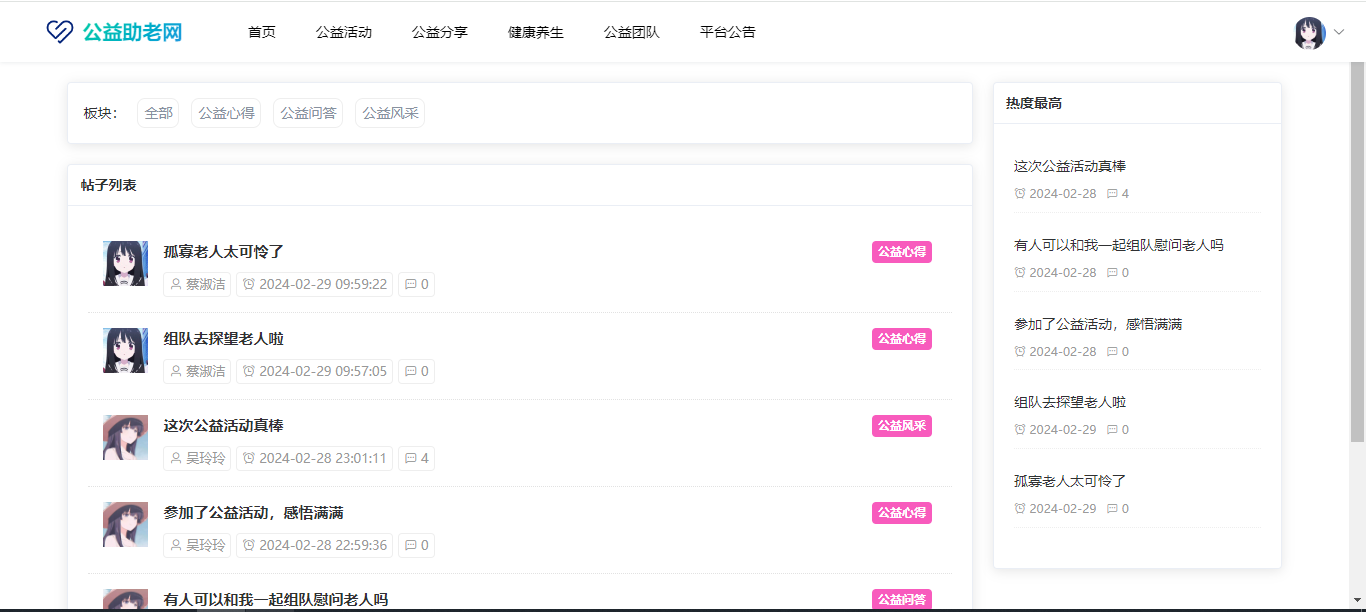 公益助老网 首页 公益活动 公益分享 健康养生 公益团队 平台公告
板块： 全部 公益心得 公益问答 公益风采
帖子列表
孤寡老人太可怜了 公益心得
蔡淑洁 2024-02-29 09:59:22 0
组队去探望老人啦 公益心得
蔡淑洁 2024-02-29 09:57:05 0
这次公益活动真棒 公益风采
吴玲玲 2024-02-28 23:01:11 4
参加了公益活动，感悟满满 公益心得
吴玲玲 2024-02-28 22:59:36 0
有人可以和我一起组队慰问老人吗 公益问答
热度最高
这次公益活动真棒
2024-02-28 4
有人可以和我一起组队慰问老人吗
2024-02-28 0
参加了公益活动，感悟满满
2024-02-28 0
组队去探望老人啦
2024-02-29 0
孤寡老人太可怜了
2024-02-29 0